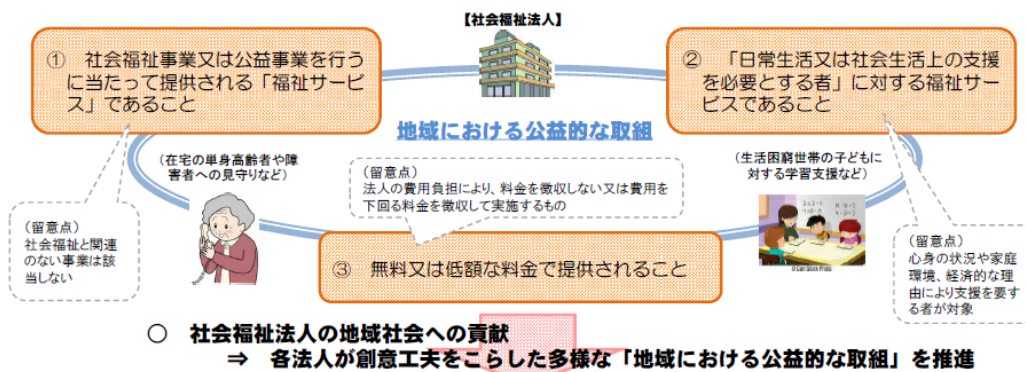 【社会福祉法人】
① 社会福祉事業又は公益事業を行う
に当たって提供される「福祉サービ
ス」であること
② 「日常生活又は社会生活上の支援
を必要とする者」に対する福祉サー
ビスであること
地域における公益的な取組
（在宅の単身高齢者や障
害者への見守りなど）
（留意点）
法人の費用負担により、料金を徴収しない又は費用を
下回る料金を徴収して実施するもの
（生活困窮世帯の子どもに
対する学習支援など）
（留意点）
社会福祉と関連
のない事業は該
当しない
③ 無料又は低額な料金で提供されること
（留意点）
心身の状況や家庭
環境、経済的な理
由により支援を要す
る者が対象
○ 社会福祉法人の地域社会への貢献
⇒ 各法人が創意工夫をこらした多様な「地域における公益的な取組」を推進